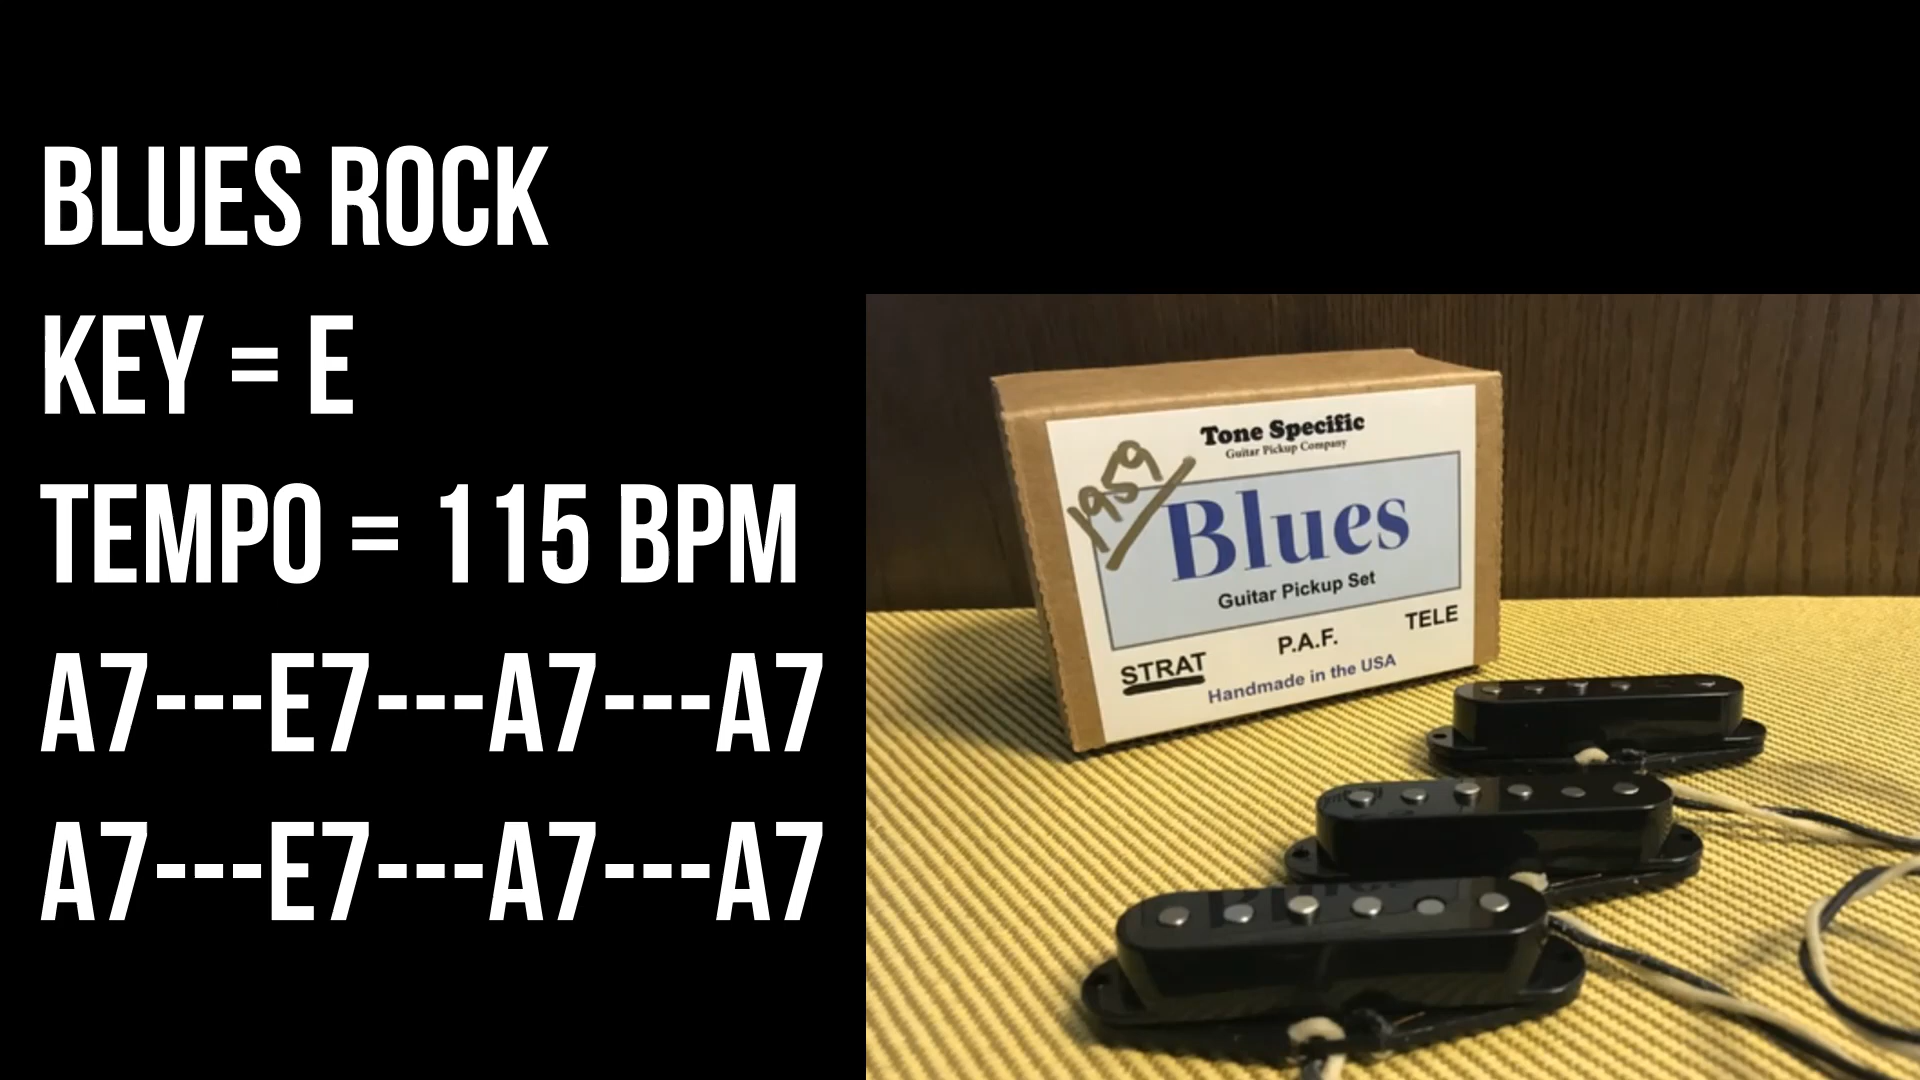 BLUES ROCK
KEY = E
TEMPO = 115 BPM
A7---E7---A7---A7
A7---E7---A7---A7
Tone Specific
Guitar Pickup Company
1959
Blues
Guitar Pickup Set
STRAT P.A.F. TELE
Handmade in the USA